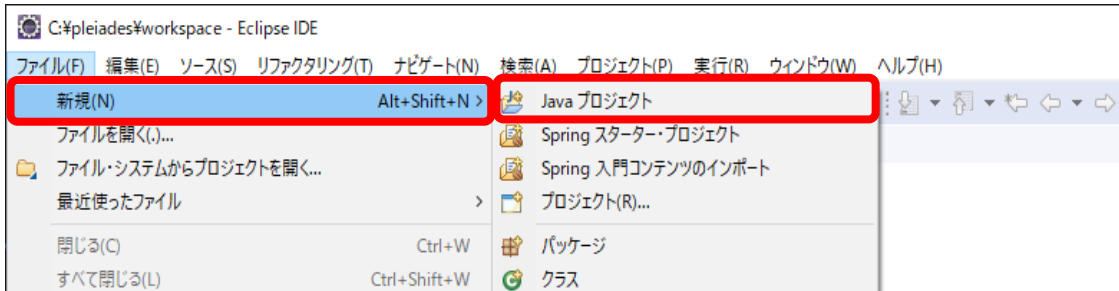 C:¥pleiades¥workspace - Eclipse IDE
ファイル(F) 編集(E) ソース(S) リファクタリング(T) ナビゲート(N) 検索(A) プロジェクト(P) 実行(R) ウィンドウ(W) ヘルプ(H)
新規(N) Alt+Shift+N >
ファイルを開く(.)...
ファイル・システムからプロジェクトを開く...
最近使ったファイル >
閉じる(C) Ctrl+W
すべて閉じる(L) Ctrl+Shift+W
Java プロジェクト
Spring スターター・プロジェクト
Spring 入門コンテンツのインポート
プロジェクト(R)...
パッケージ
クラス